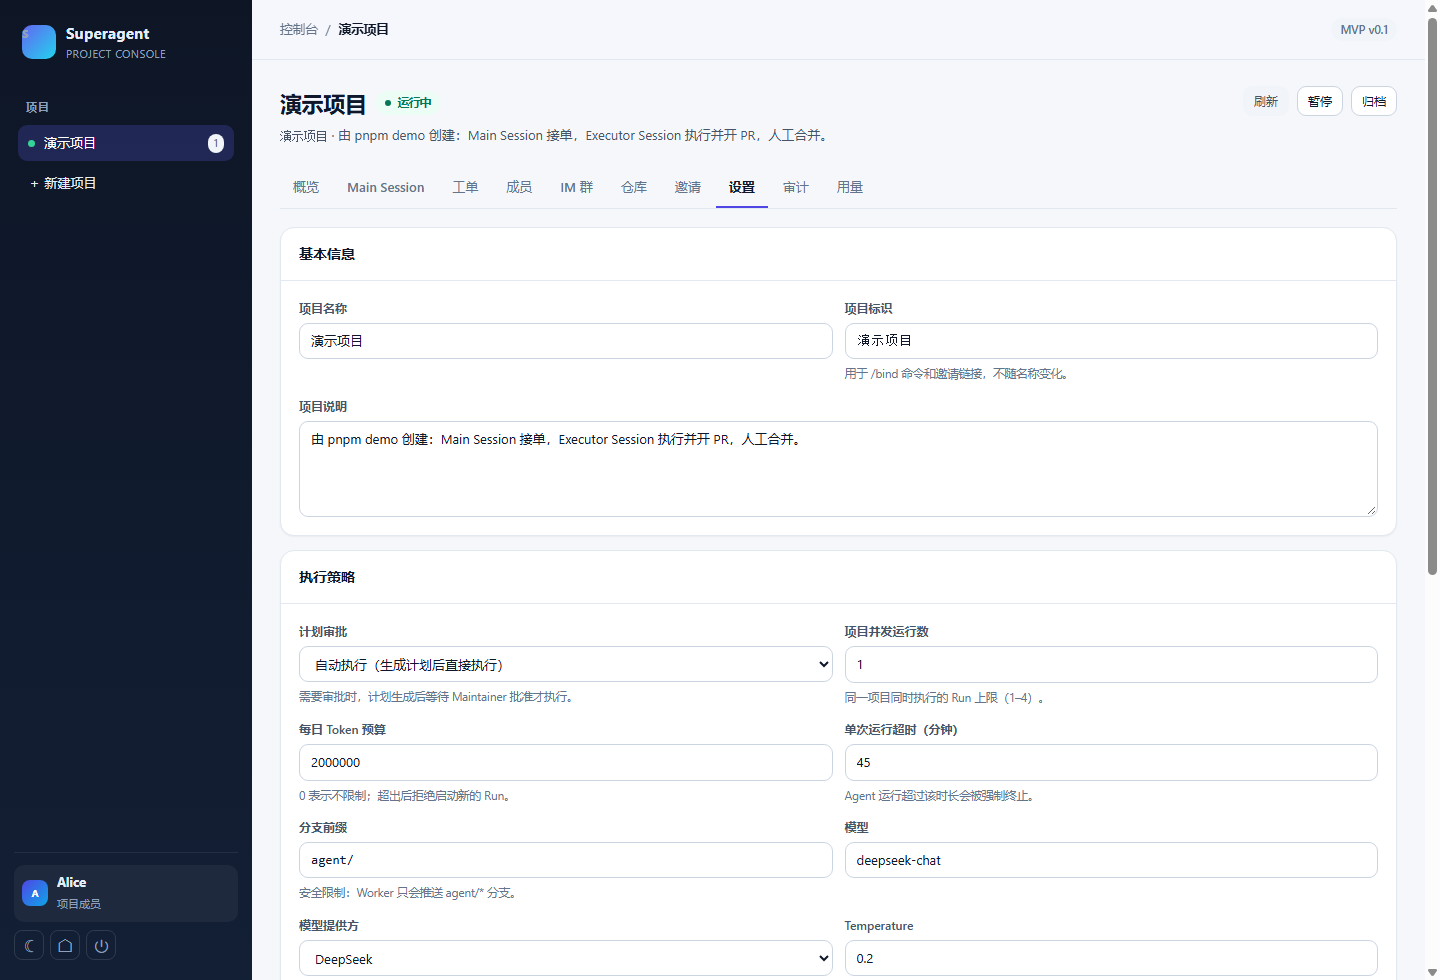 Superagent
PROJECT CONSOLE
项目
演示项目 1
+ 新建项目
Alice
A
项目成员
控制台 / 演示项目
MVP v0.1
演示项目 运行中
刷新 暂停 归档
演示项目 · 由 pnpm demo 创建：Main Session 接单，Executor Session 执行并开 PR，人工合并。
概览 Main Session 工单 成员 IM 群 仓库 邀请 设置 审计 用量
基本信息
项目名称 项目标识
演示项目 演示项目
用于 /bind 命令和邀请链接，不随名称变化。
项目说明
由 pnpm demo 创建：Main Session 接单，Executor Session 执行并开 PR，人工合并。
执行策略
计划审批 项目并发运行数
自动执行（生成计划后直接执行） 1
需要审批时，计划生成后等待 Maintainer 批准才执行。 同一项目同时执行的 Run 上限（1–4）。
每日 Token 预算 单次运行超时（分钟）
2000000 45
0 表示不限制；超出后拒绝启动新的 Run。 Agent 运行超过该时长会被强制终止。
分支前缀 模型
agent/ deepseek-chat
安全限制：Worker 只会推送 agent/* 分支。
模型提供方 Temperature
DeepSeek 0.2